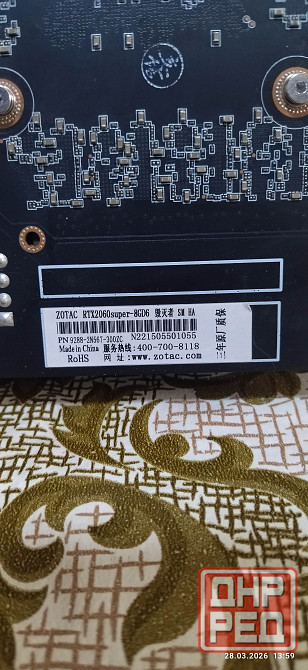 ZOTAC RTX2060super-8GD6 毁灭者 SM HA
N221505501055
PN 9288-3N567-300ZC
Made in China 服务热线:400-700-8118
RoHS 网 址:www.zotac.com
三年原厂质保
ДНР
РЕД
28.03.2026 13:59